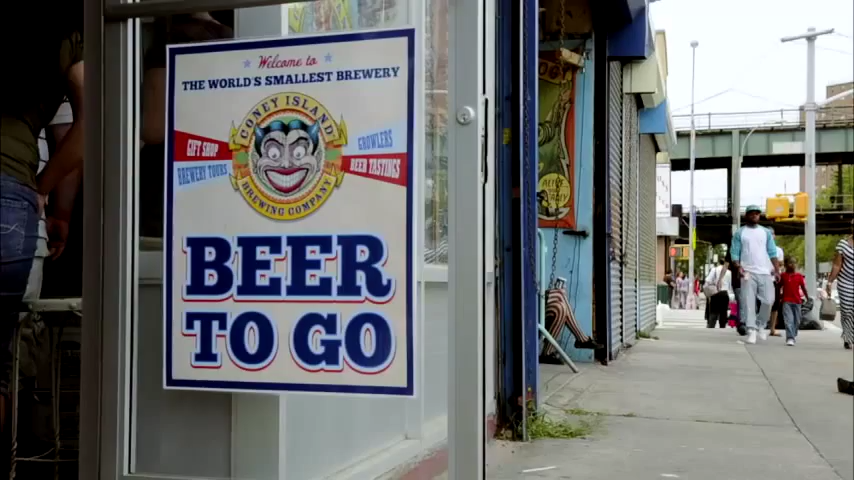 Welcome to
THE WORLD'S SMALLEST BREWERY
CONEY ISLAND
GIFT SHOP
BREWERY TOURS
GROWLERS
BEER TASTINGS
BREWING COMPANY
BEER
TO GO
ALIVE